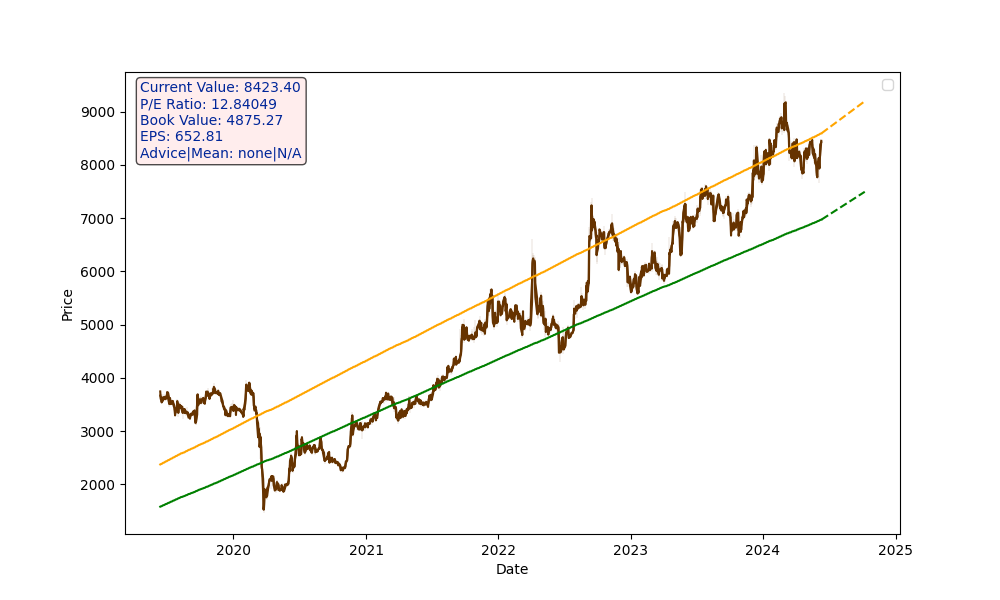 Current Value: 8423.40
P/E Ratio: 12.84049
Book Value: 4875.27
EPS: 652.81
Advice|Mean: none|N/A
9000
8000
7000
6000
5000
4000
3000
2000
Price
2020
2021
2022
2023
2024
2025
Date